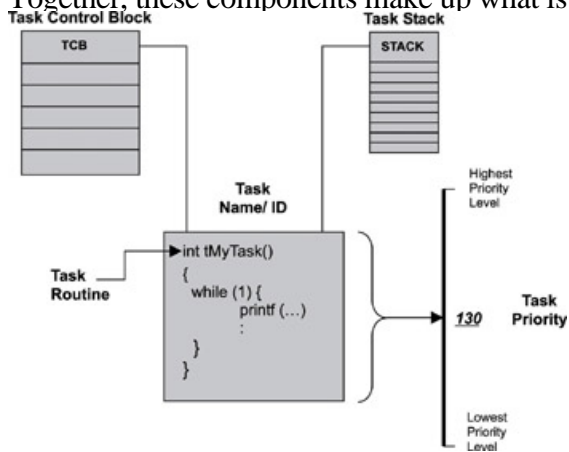 Together, these components make up what is
Task Control Block
Task Stack
TCB
STACK
Task
Name/ ID
Highest
Priority
Level
int tMyTask()
{
while (1) {
printf (...)
:
}
}
Task
Routine
130
Task
Priority
Lowest
Priority
Level